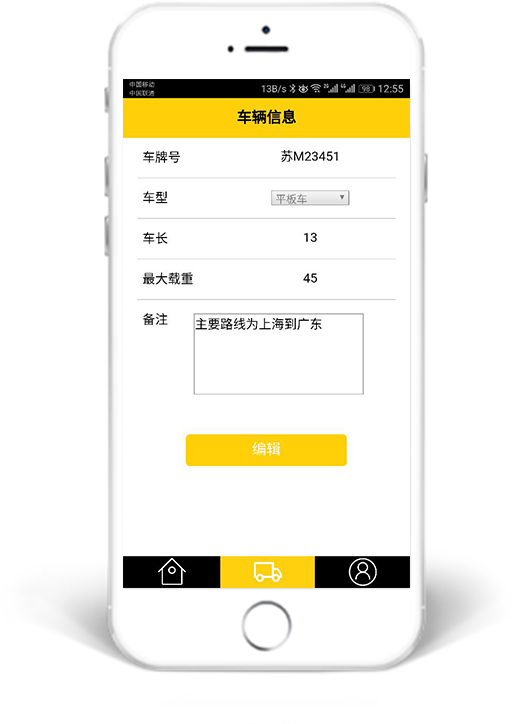 中国移动
中国联通
13B/s 2G 4G 98 12:55
车辆信息
车牌号 苏M23451
车型 平板车
车长 13
最大载重 45
备注 主要路线为上海到广东
编辑